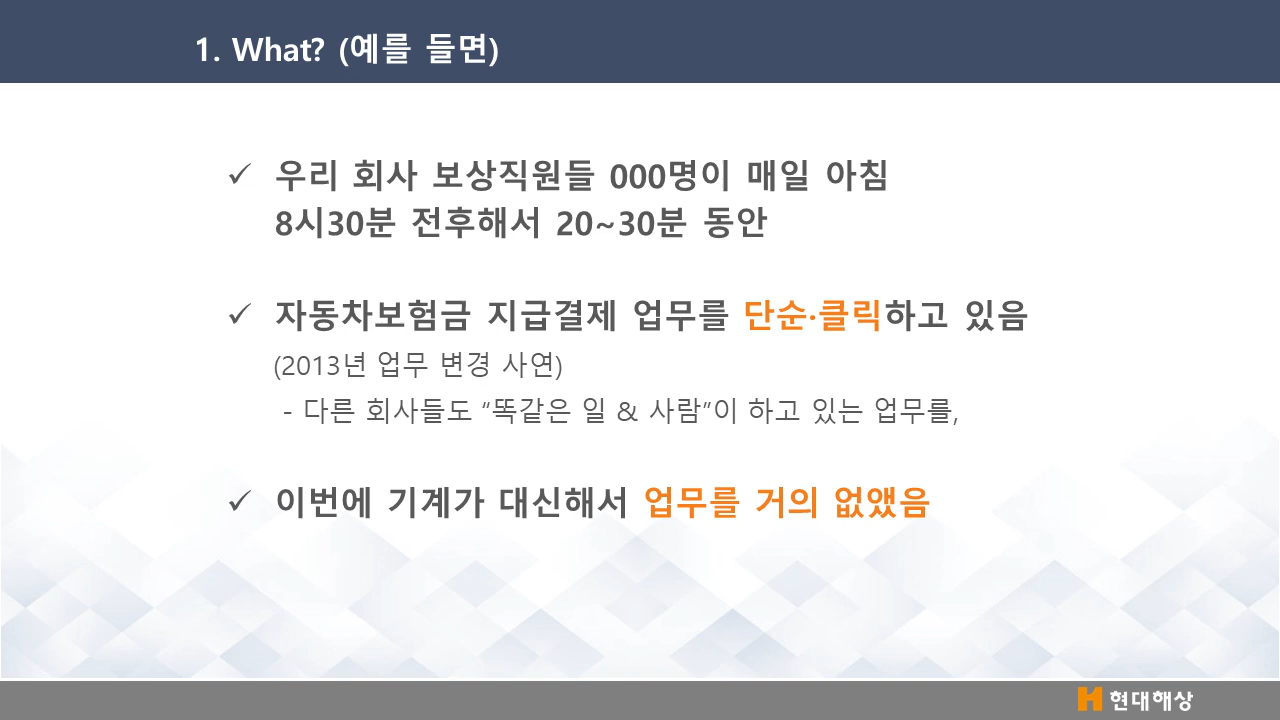 1. What? (예를 들면)
✓ 우리 회사 보상직원들 000명이 매일 아침
8시30분 전후해서 20~30분 동안
✓ 자동차보험금 지급결제 업무를 단순·클릭하고 있음
(2013년 업무 변경 사연)
- 다른 회사들도 “똑같은 일 & 사람”이 하고 있는 업무를,
✓ 이번에 기계가 대신해서 업무를 거의 없앴음
현대해상